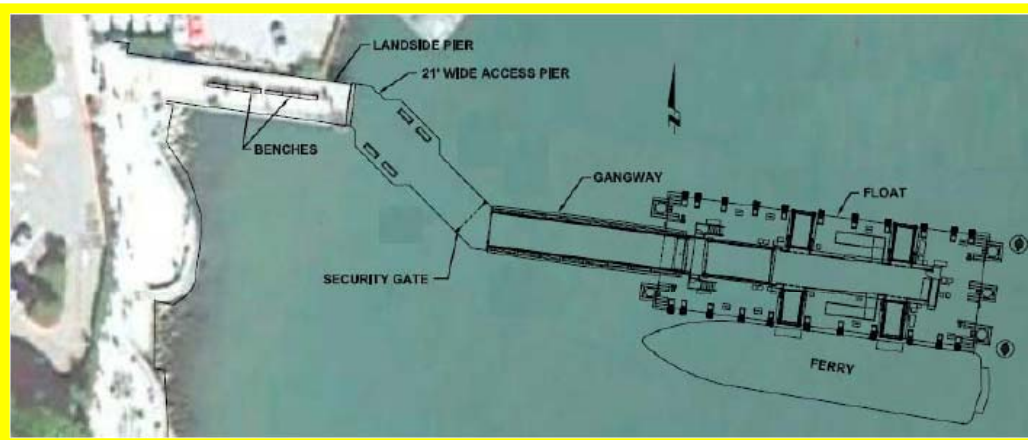 LANDSIDE PIER
21' WIDE ACCESS PIER
N
BENCHES
GANGWAY
FLOAT
SECURITY GATE
FERRY